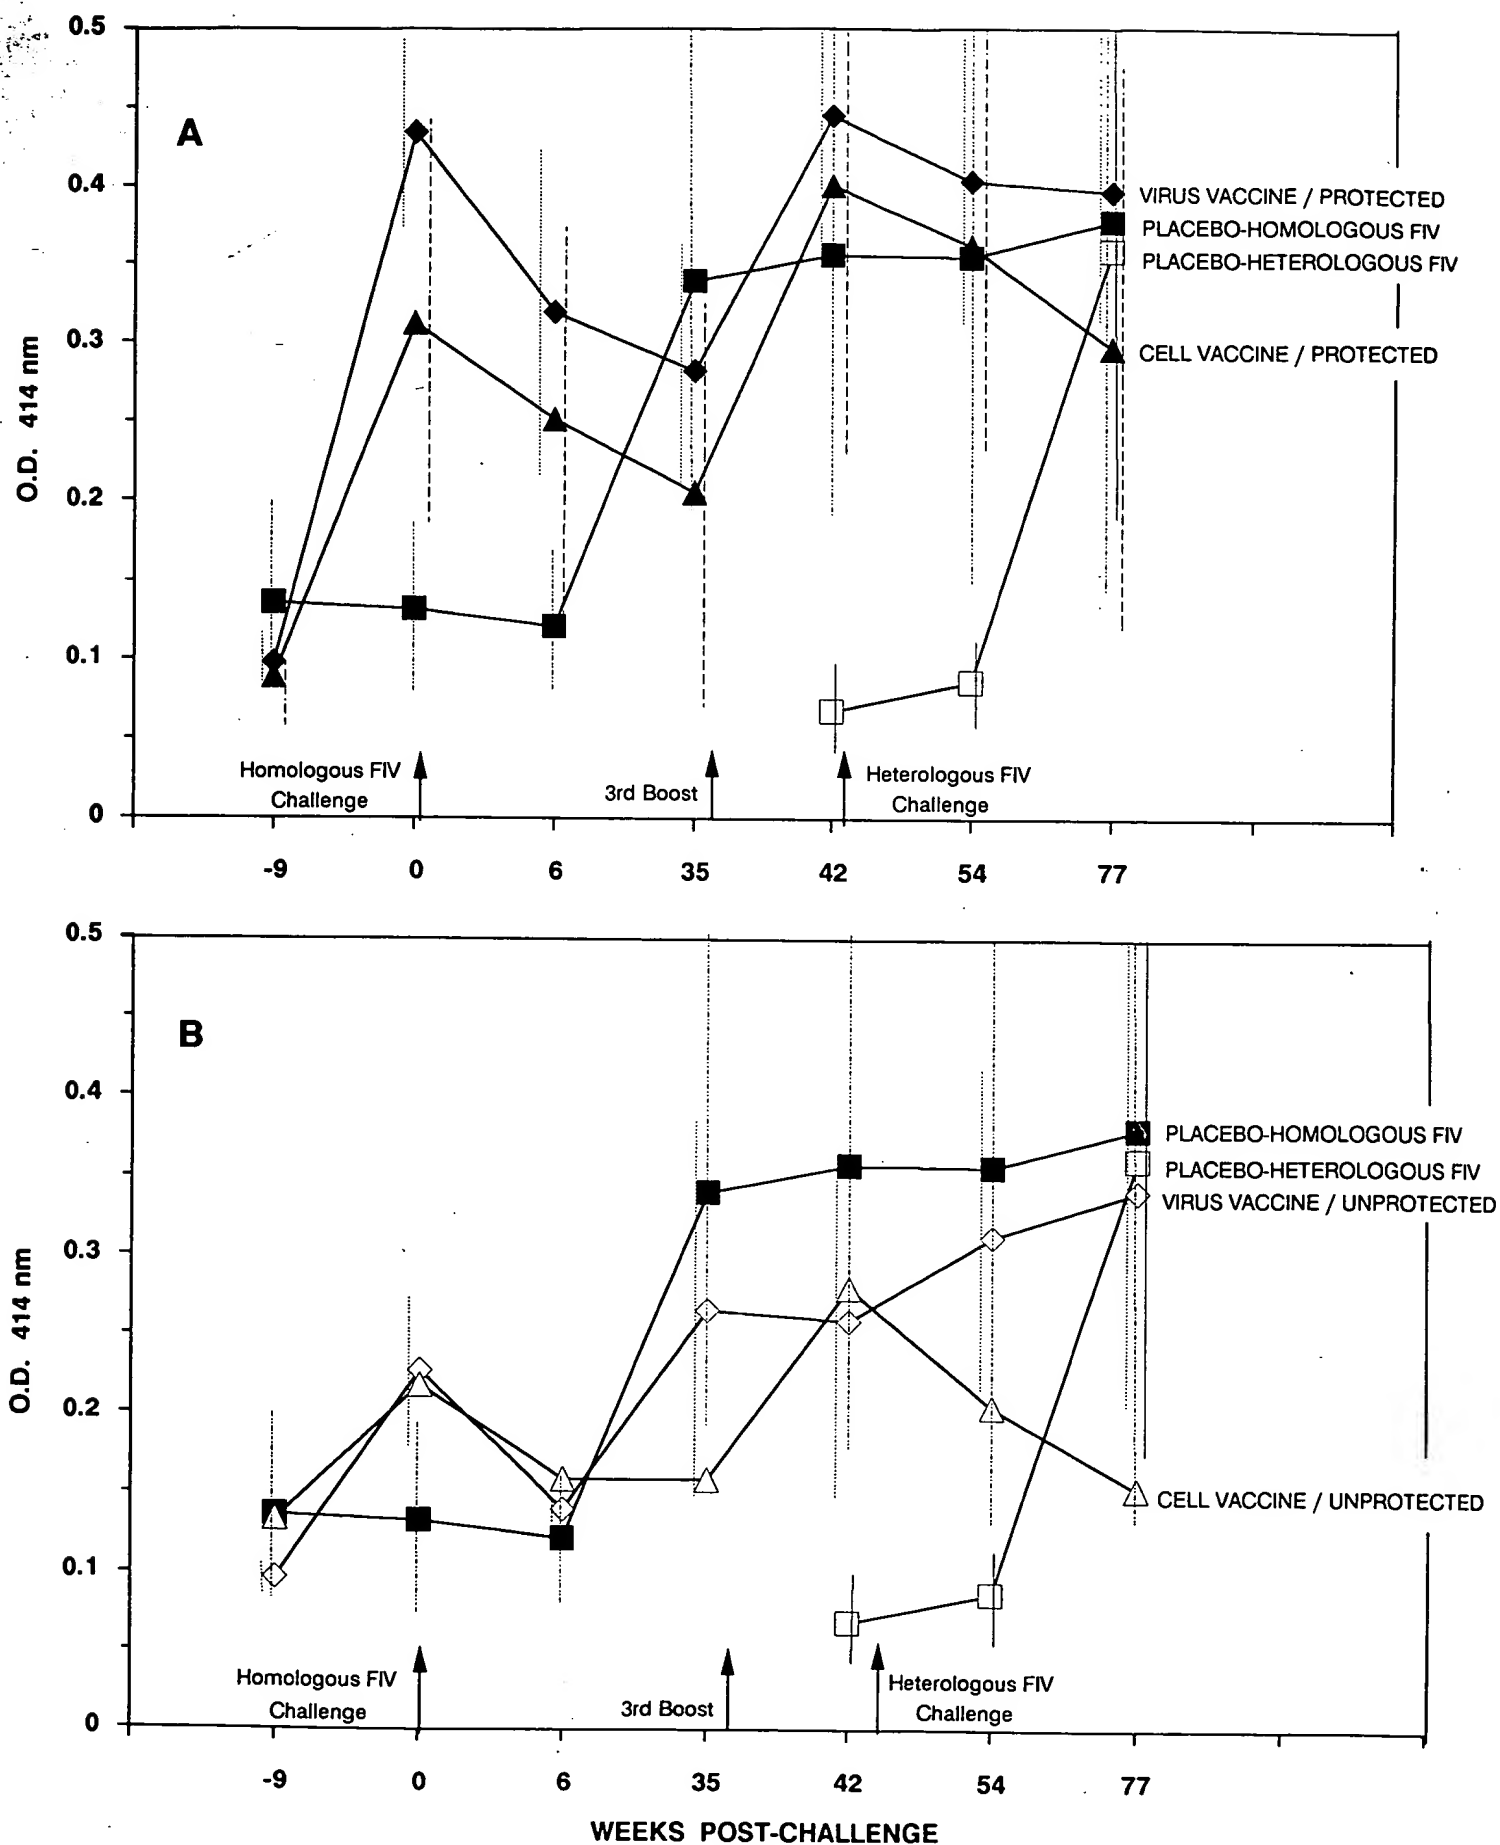 0.5
A
0.4
VIRUS VACCINE / PROTECTED
PLACEBO-HOMOLOGOUS FIV
PLACEBO-HETEROLOGOUS FIV
0.3
CELL VACCINE / PROTECTED
O.D. 414 nm
0.2
0.1
Homologous FIV
Challenge
3rd Boost
Heterologous FIV
Challenge
0
-9 0 6 35 42 54 77
0.5
B
0.4
PLACEBO-HOMOLOGOUS FIV
PLACEBO-HETEROLOGOUS FIV
VIRUS VACCINE / UNPROTECTED
0.3
O.D. 414 nm
0.2
CELL VACCINE / UNPROTECTED
0.1
Homologous FIV
Challenge
3rd Boost
Heterologous FIV
Challenge
0
-9 0 6 35 42 54 77
WEEKS POST-CHALLENGE